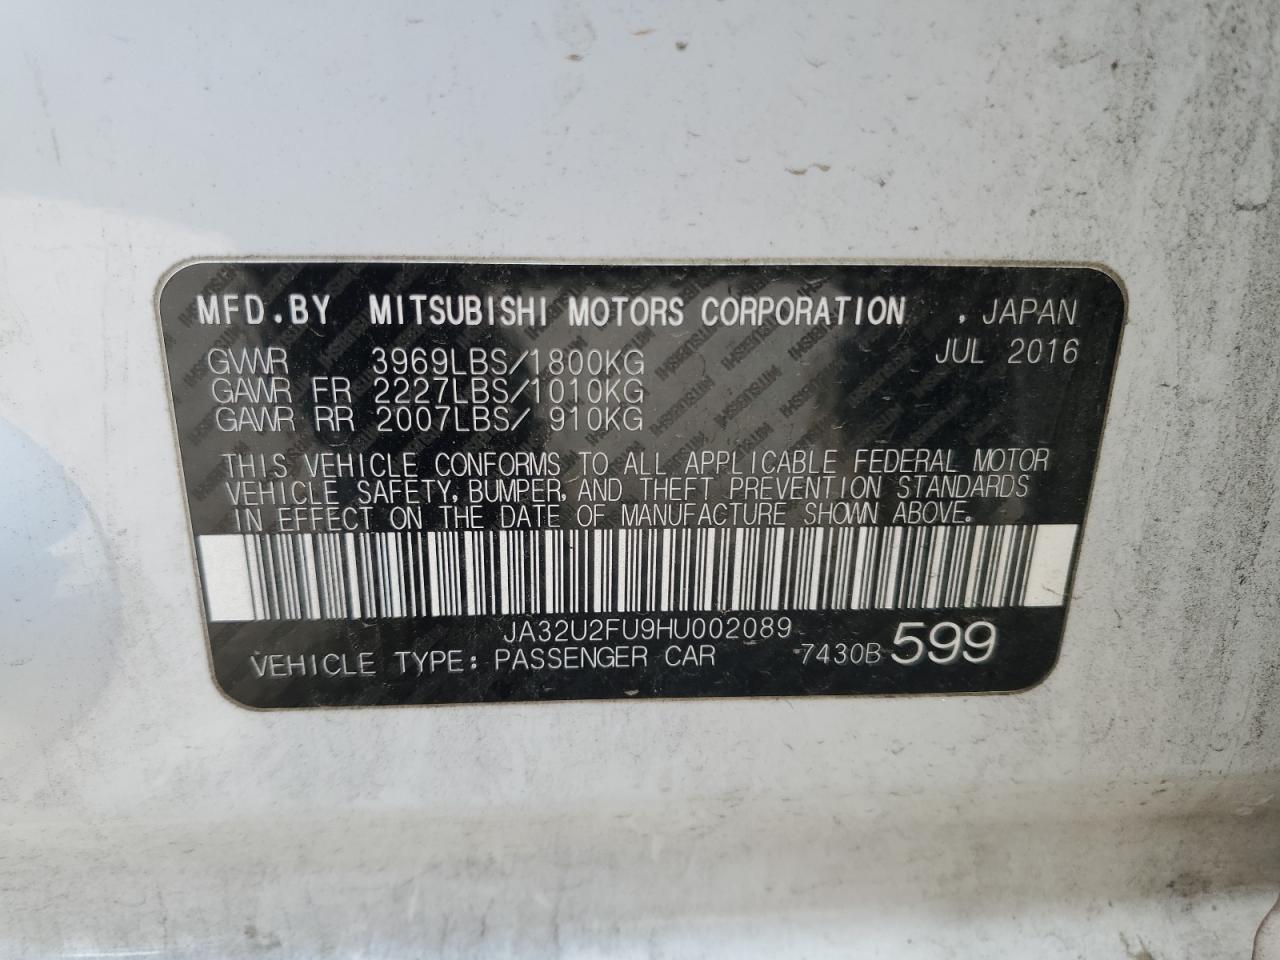 MFD.BY MITSUBISHI MOTORS CORPORATION , JAPAN
JUL 2016
GVWR 3969LBS/1800KG
GAWR FR 2227LBS/1010KG
GAWR RR 2007LBS/ 910KG
THIS VEHICLE CONFORMS TO ALL APPLICABLE FEDERAL MOTOR
VEHICLE SAFETY, BUMPER, AND THEFT PREVENTION STANDARDS
IN EFFECT ON THE DATE OF MANUFACTURE SHOWN ABOVE.
JA32U2FU9HU002089
VEHICLE TYPE: PASSENGER CAR 7430B 599